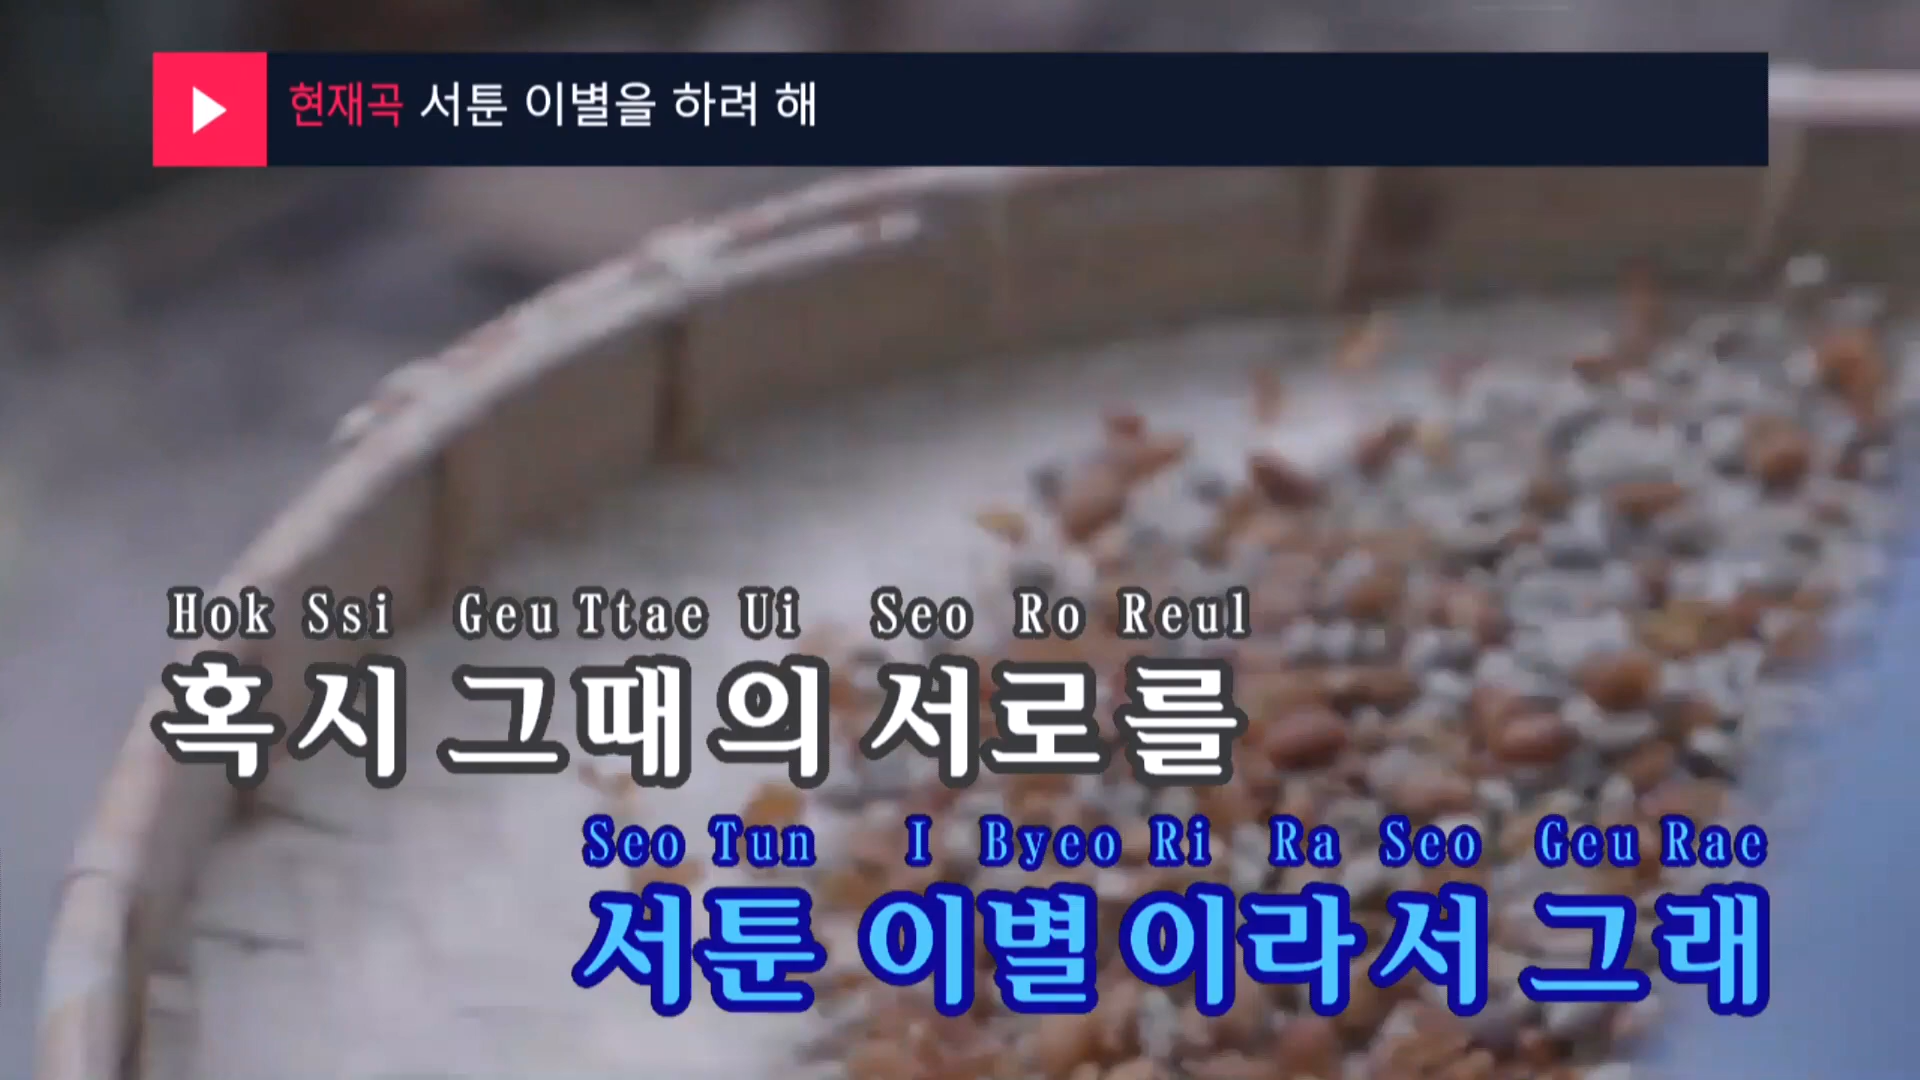 현재곡 서툰 이별을 하려 해
Hok Ssi Geu Ttae Ui Seo Ro Reul
혹시 그때의 서로를
Seo Tun I Byeo Ri Ra Seo Geu Rae
서툰 이별이라서 그래